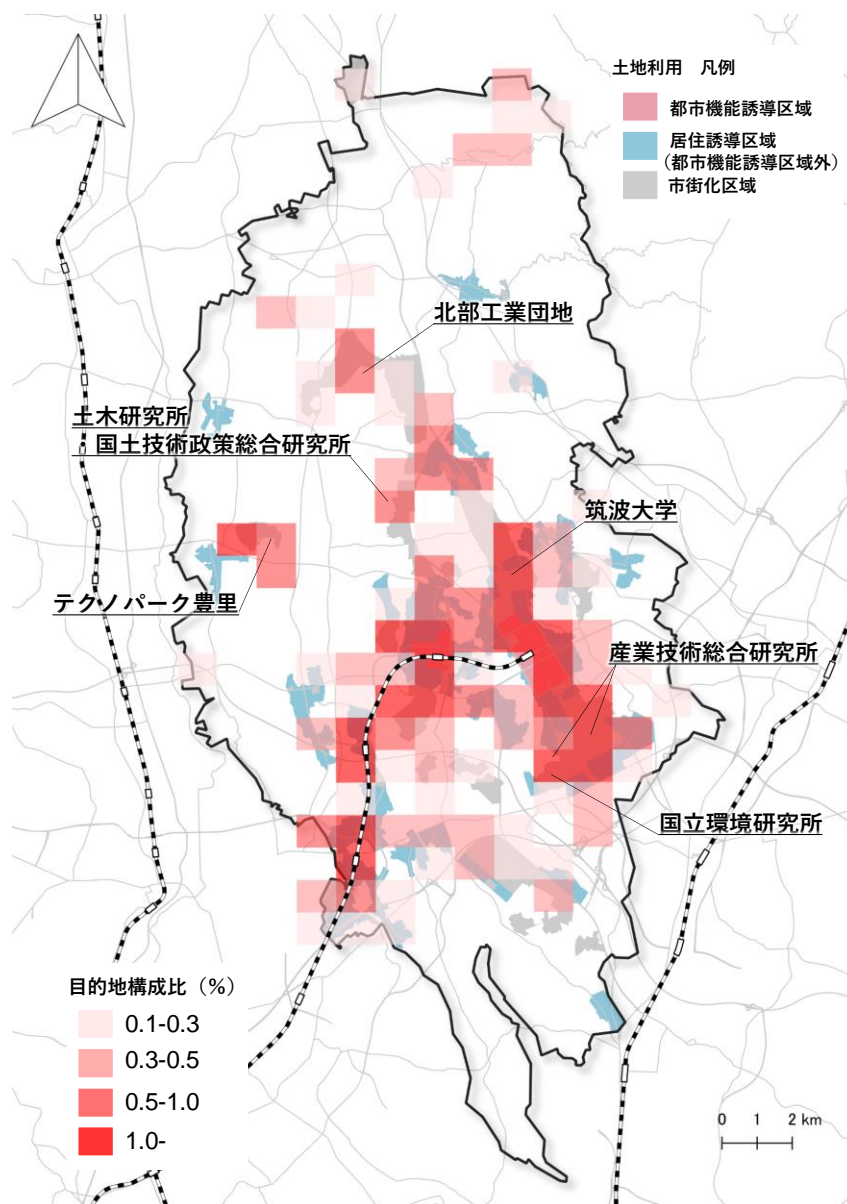 土地利用 凡例
都市機能誘導区域
居住誘導区域
(都市機能誘導区域外)
市街化区域
北部工業団地
土木研究所
国土技術政策総合研究所
筑波大学
テクノパーク豊里
産業技術総合研究所
国立環境研究所
目的地構成比（%）
0.1-0.3
0.3-0.5
0.5-1.0
1.0-
0 1 2 km